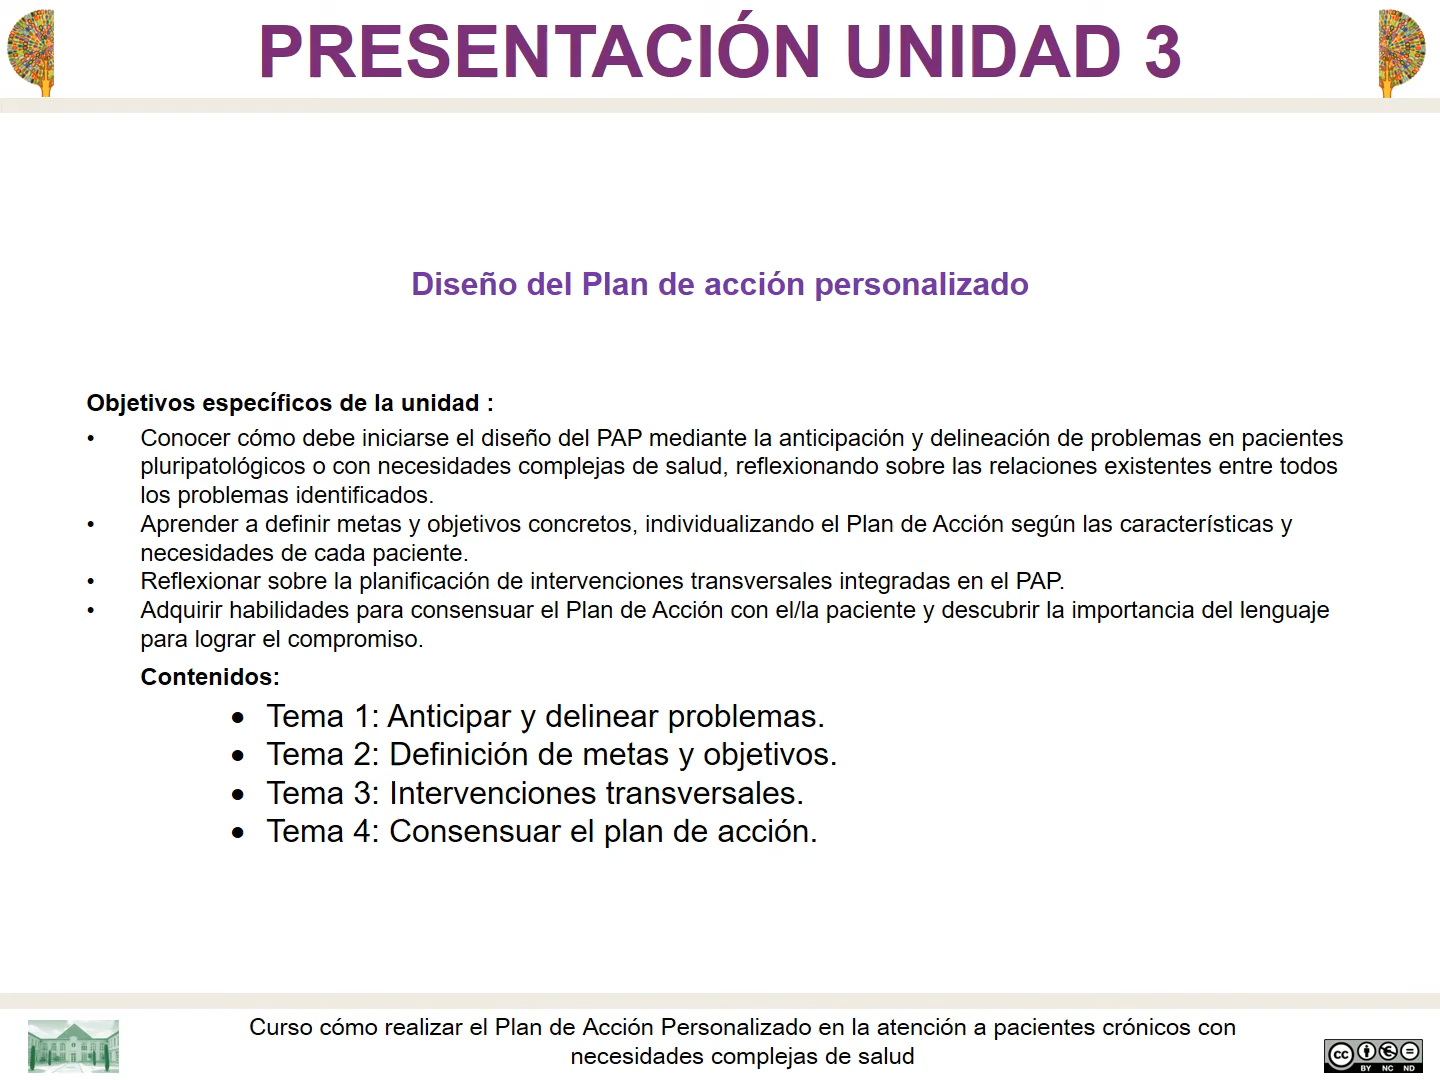 PRESENTACIÓN UNIDAD 3
Diseño del Plan de acción personalizado
Objetivos específicos de la unidad :
• Conocer cómo debe iniciarse el diseño del PAP mediante la anticipación y delineación de problemas en pacientes
pluripatológicos o con necesidades complejas de salud, reflexionando sobre las relaciones existentes entre todos
los problemas identificados.
• Aprender a definir metas y objetivos concretos, individualizando el Plan de Acción según las características y
necesidades de cada paciente.
• Reflexionar sobre la planificación de intervenciones transversales integradas en el PAP.
• Adquirir habilidades para consensuar el Plan de Acción con el/la paciente y descubrir la importancia del lenguaje
para lograr el compromiso.
Contenidos:
• Tema 1: Anticipar y delinear problemas.
• Tema 2: Definición de metas y objetivos.
• Tema 3: Intervenciones transversales.
• Tema 4: Consensuar el plan de acción.
Curso cómo realizar el Plan de Acción Personalizado en la atención a pacientes crónicos con
necesidades complejas de salud
cc BY NC ND